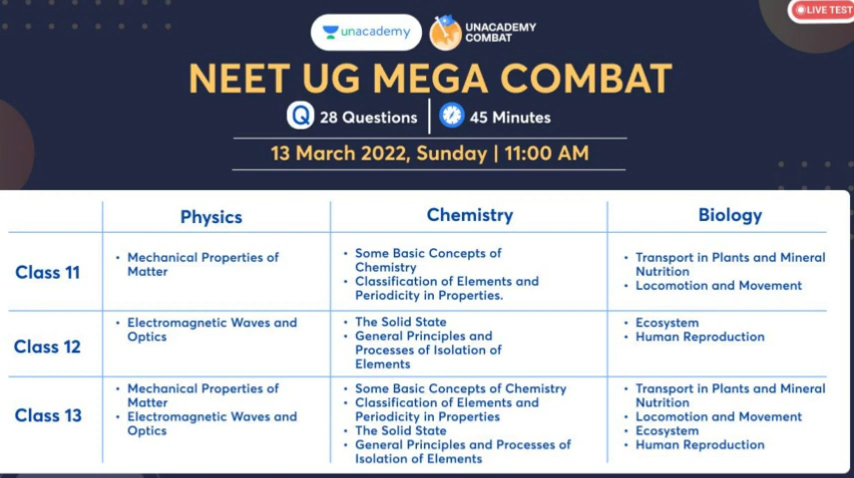 LIVE TEST
unacademy
UNACADEMY
COMBAT
NEET UG MEGA COMBAT
Q 28 Questions
45 Minutes
13 March 2022, Sunday | 11:00 AM
Physics
Chemistry
Biology
Class 11
• Mechanical Properties of
Matter
• Some Basic Concepts of
Chemistry
• Classification of Elements and
Periodicity in Properties.
• Transport in Plants and Mineral
Nutrition
• Locomotion and Movement
Class 12
• Electromagnetic Waves and
Optics
• The Solid State
• General Principles and
Processes of Isolation of
Elements
• Ecosystem
• Human Reproduction
Class 13
• Mechanical Properties of
Matter
• Electromagnetic Waves and
Optics
• Some Basic Concepts of Chemistry
• Classification of Elements and
Periodicity in Properties
• The Solid State
• General Principles and Processes of
Isolation of Elements
• Transport in Plants and Mineral
Nutrition
• Locomotion and Movement
• Ecosystem
• Human Reproduction